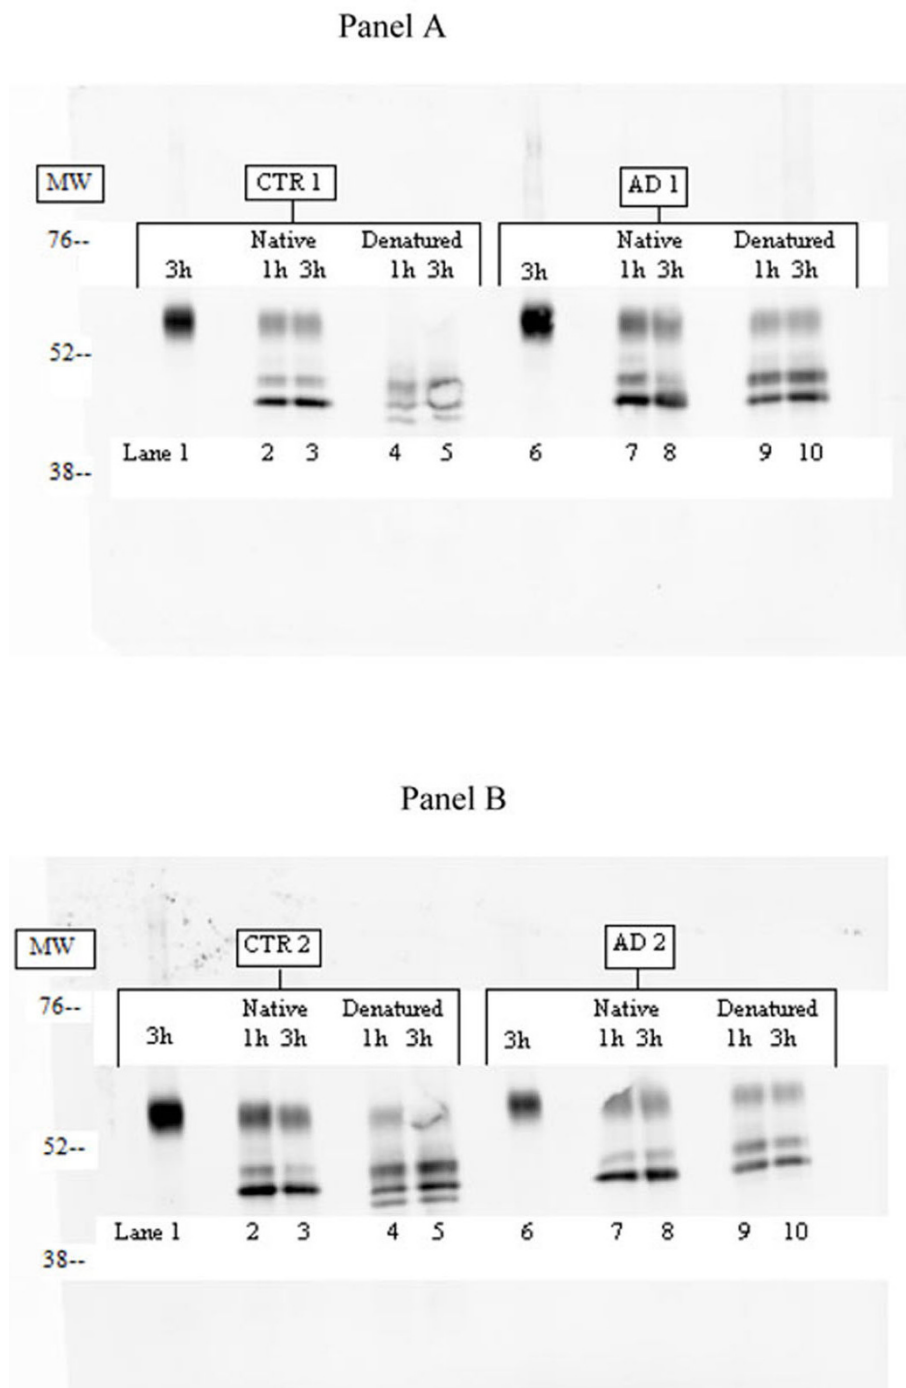 Panel A
MW CTR 1 AD 1
76-- Native Denatured Native Denatured
3h 1h 3h 1h 3h 3h 1h 3h 1h 3h
52--
Lane 1 2 3 4 5 6 7 8 9 10
38--
Panel B
MW CTR 2 AD 2
76-- Native Denatured Native Denatured
3h 1h 3h 1h 3h 3h 1h 3h 1h 3h
52--
Lane 1 2 3 4 5 6 7 8 9 10
38--